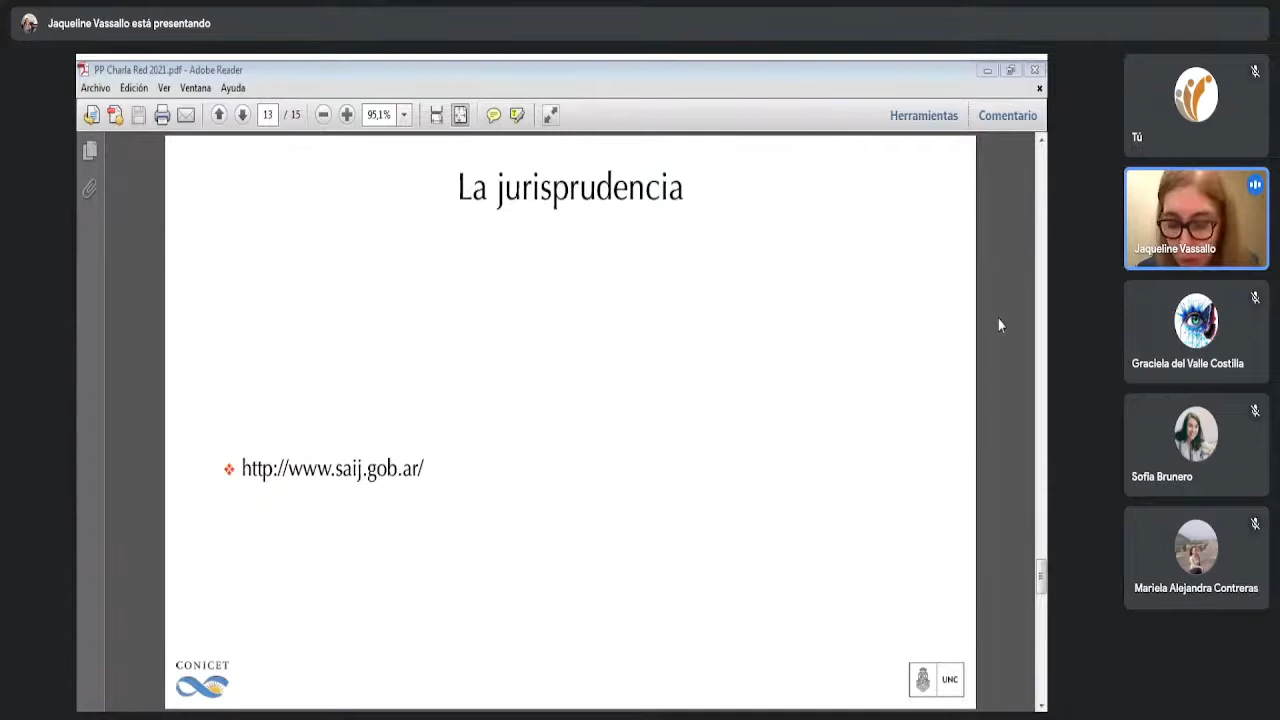 Jaqueline Vassallo está presentando
PP Charla Red 2021.pdf - Adobe Reader
Archivo Edición Ver Ventana Ayuda
13 / 15 95,1% Herramientas Comentario
La jurisprudencia
http://www.saij.gob.ar/
CONICET
UNC
Tú
Jaqueline Vassallo
Graciela del Valle Costilla
Sofia Brunero
Mariela Alejandra Contreras